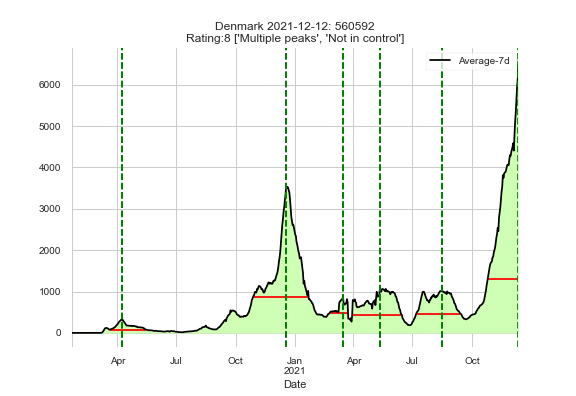 Denmark 2021-12-12: 560592
Rating:8 ['Multiple peaks', 'Not in control']
Average-7d
6000
5000
4000
3000
2000
1000
0
Apr Jul Oct Jan Apr Jul Oct
2021
Date